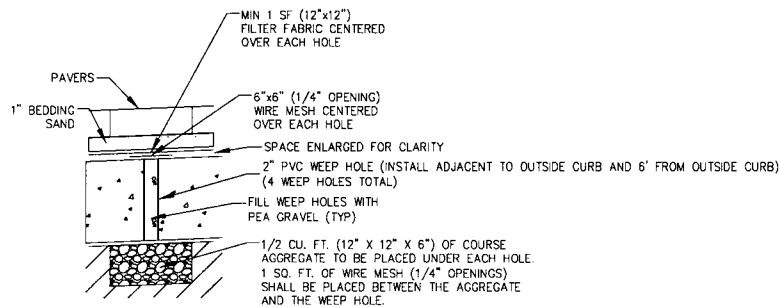 MIN 1 SF (12"x12")
FILTER FABRIC CENTERED
OVER EACH HOLE
PAVERS
6"x6" (1/4" OPENING)
WIRE MESH CENTERED
OVER EACH HOLE
1" BEDDING
SAND
SPACE ENLARGED FOR CLARITY
2" PVC WEEP HOLE (INSTALL ADJACENT TO OUTSIDE CURB AND 6' FROM OUTSIDE CURB)
(4 WEEP HOLES TOTAL)
FILL WEEP HOLES WITH
PEA GRAVEL (TYP)
1/2 CU. FT. (12" X 12" X 6") OF COURSE
AGGREGATE TO BE PLACED UNDER EACH HOLE.
1 SQ. FT. OF WIRE MESH (1/4" OPENINGS)
SHALL BE PLACED BETWEEN THE AGGREGATE
AND THE WEEP HOLE.